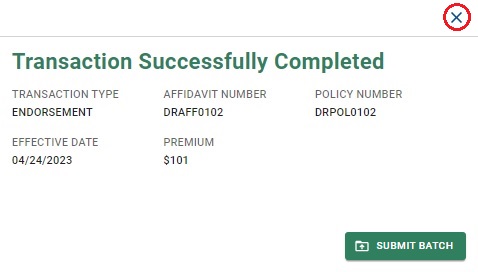 Transaction Successfully Completed
TRANSACTION TYPE AFFIDAVIT NUMBER POLICY NUMBER
ENDORSEMENT DRAFF0102 DRPOL0102
EFFECTIVE DATE PREMIUM
04/24/2023 $101
SUBMIT BATCH